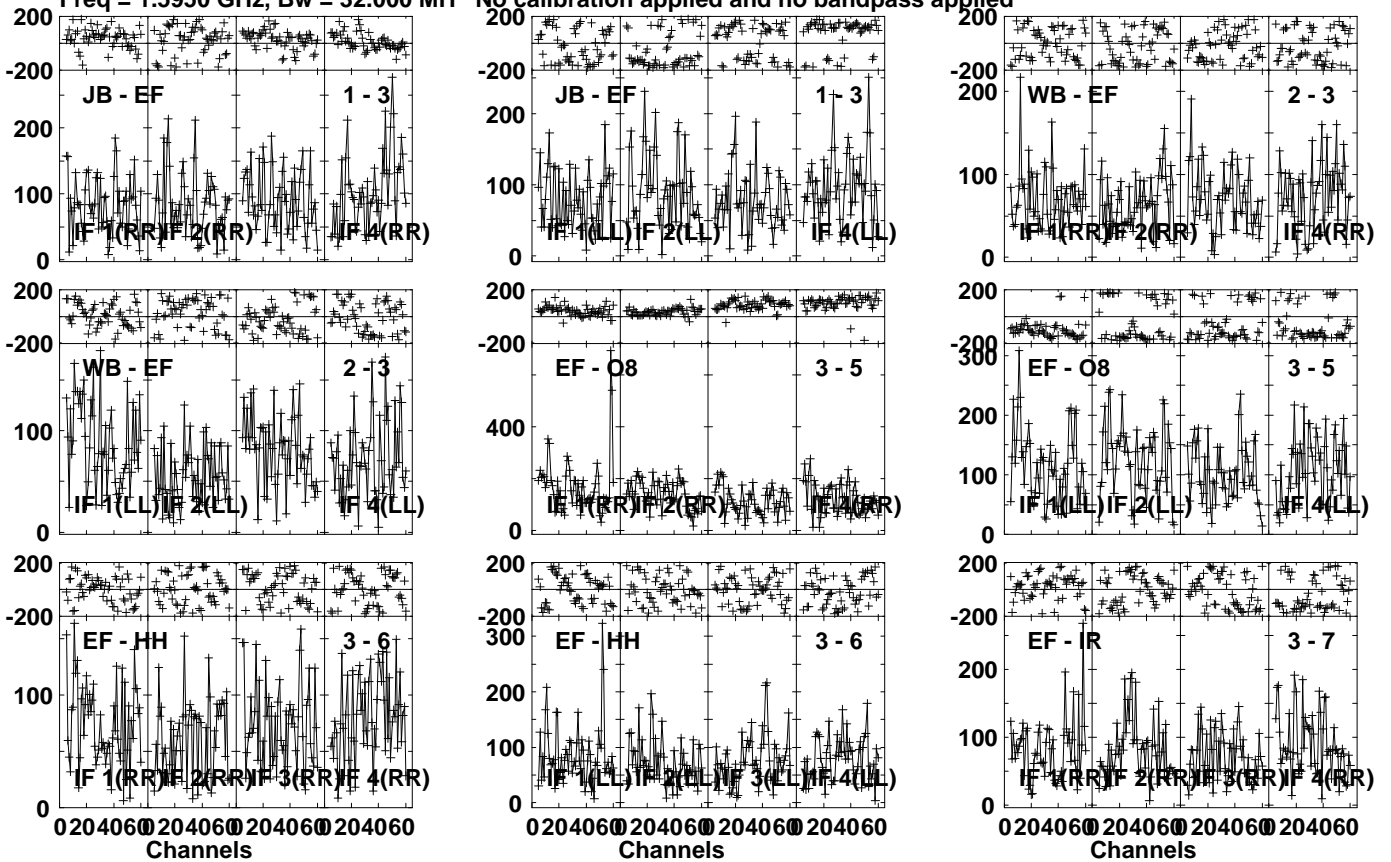 Freq = 1.5950 GHz, Bw = 32.000 MH No calibration applied and no bandpass applied
200
-200
JB - EF 1 - 3
200
100
0
IF 1(RR) IF 2(RR) IF 4(RR)
200
-200
JB - EF 1 - 3
200
100
0
IF 1(LL) IF 2(LL) IF 4(LL)
200
-200
WB - EF 2 - 3
200
100
0
IF 1(RR) IF 2(RR) IF 4(RR)
200
-200
WB - EF 2 - 3
100
0
IF 1(LL) IF 2(LL) IF 4(LL)
200
-200
EF - O8 3 - 5
400
0
IF 1(RR) IF 2(RR) IF 4(RR)
200
-200
300
EF - O8 3 - 5
200
100
0
IF 1(LL) IF 2(LL) IF 4(LL)
200
-200
EF - HH 3 - 6
100
0
IF 1(RR) IF 2(RR) IF 3(RR) IF 4(RR)
0 20 40 60 0 20 40 60 0 20 40 60 0 20 40 60
Channels
200
-200
300
EF - HH 3 - 6
200
100
0
IF 1(LL) IF 2(LL) IF 3(LL) IF 4(LL)
0 20 40 60 0 20 40 60 0 20 40 60 0 20 40 60
Channels
200
-200
EF - IR 3 - 7
200
100
0
IF 1(RR) IF 2(RR) IF 3(RR) IF 4(RR)
0 20 40 60 0 20 40 60 0 20 40 60 0 20 40 60
Channels